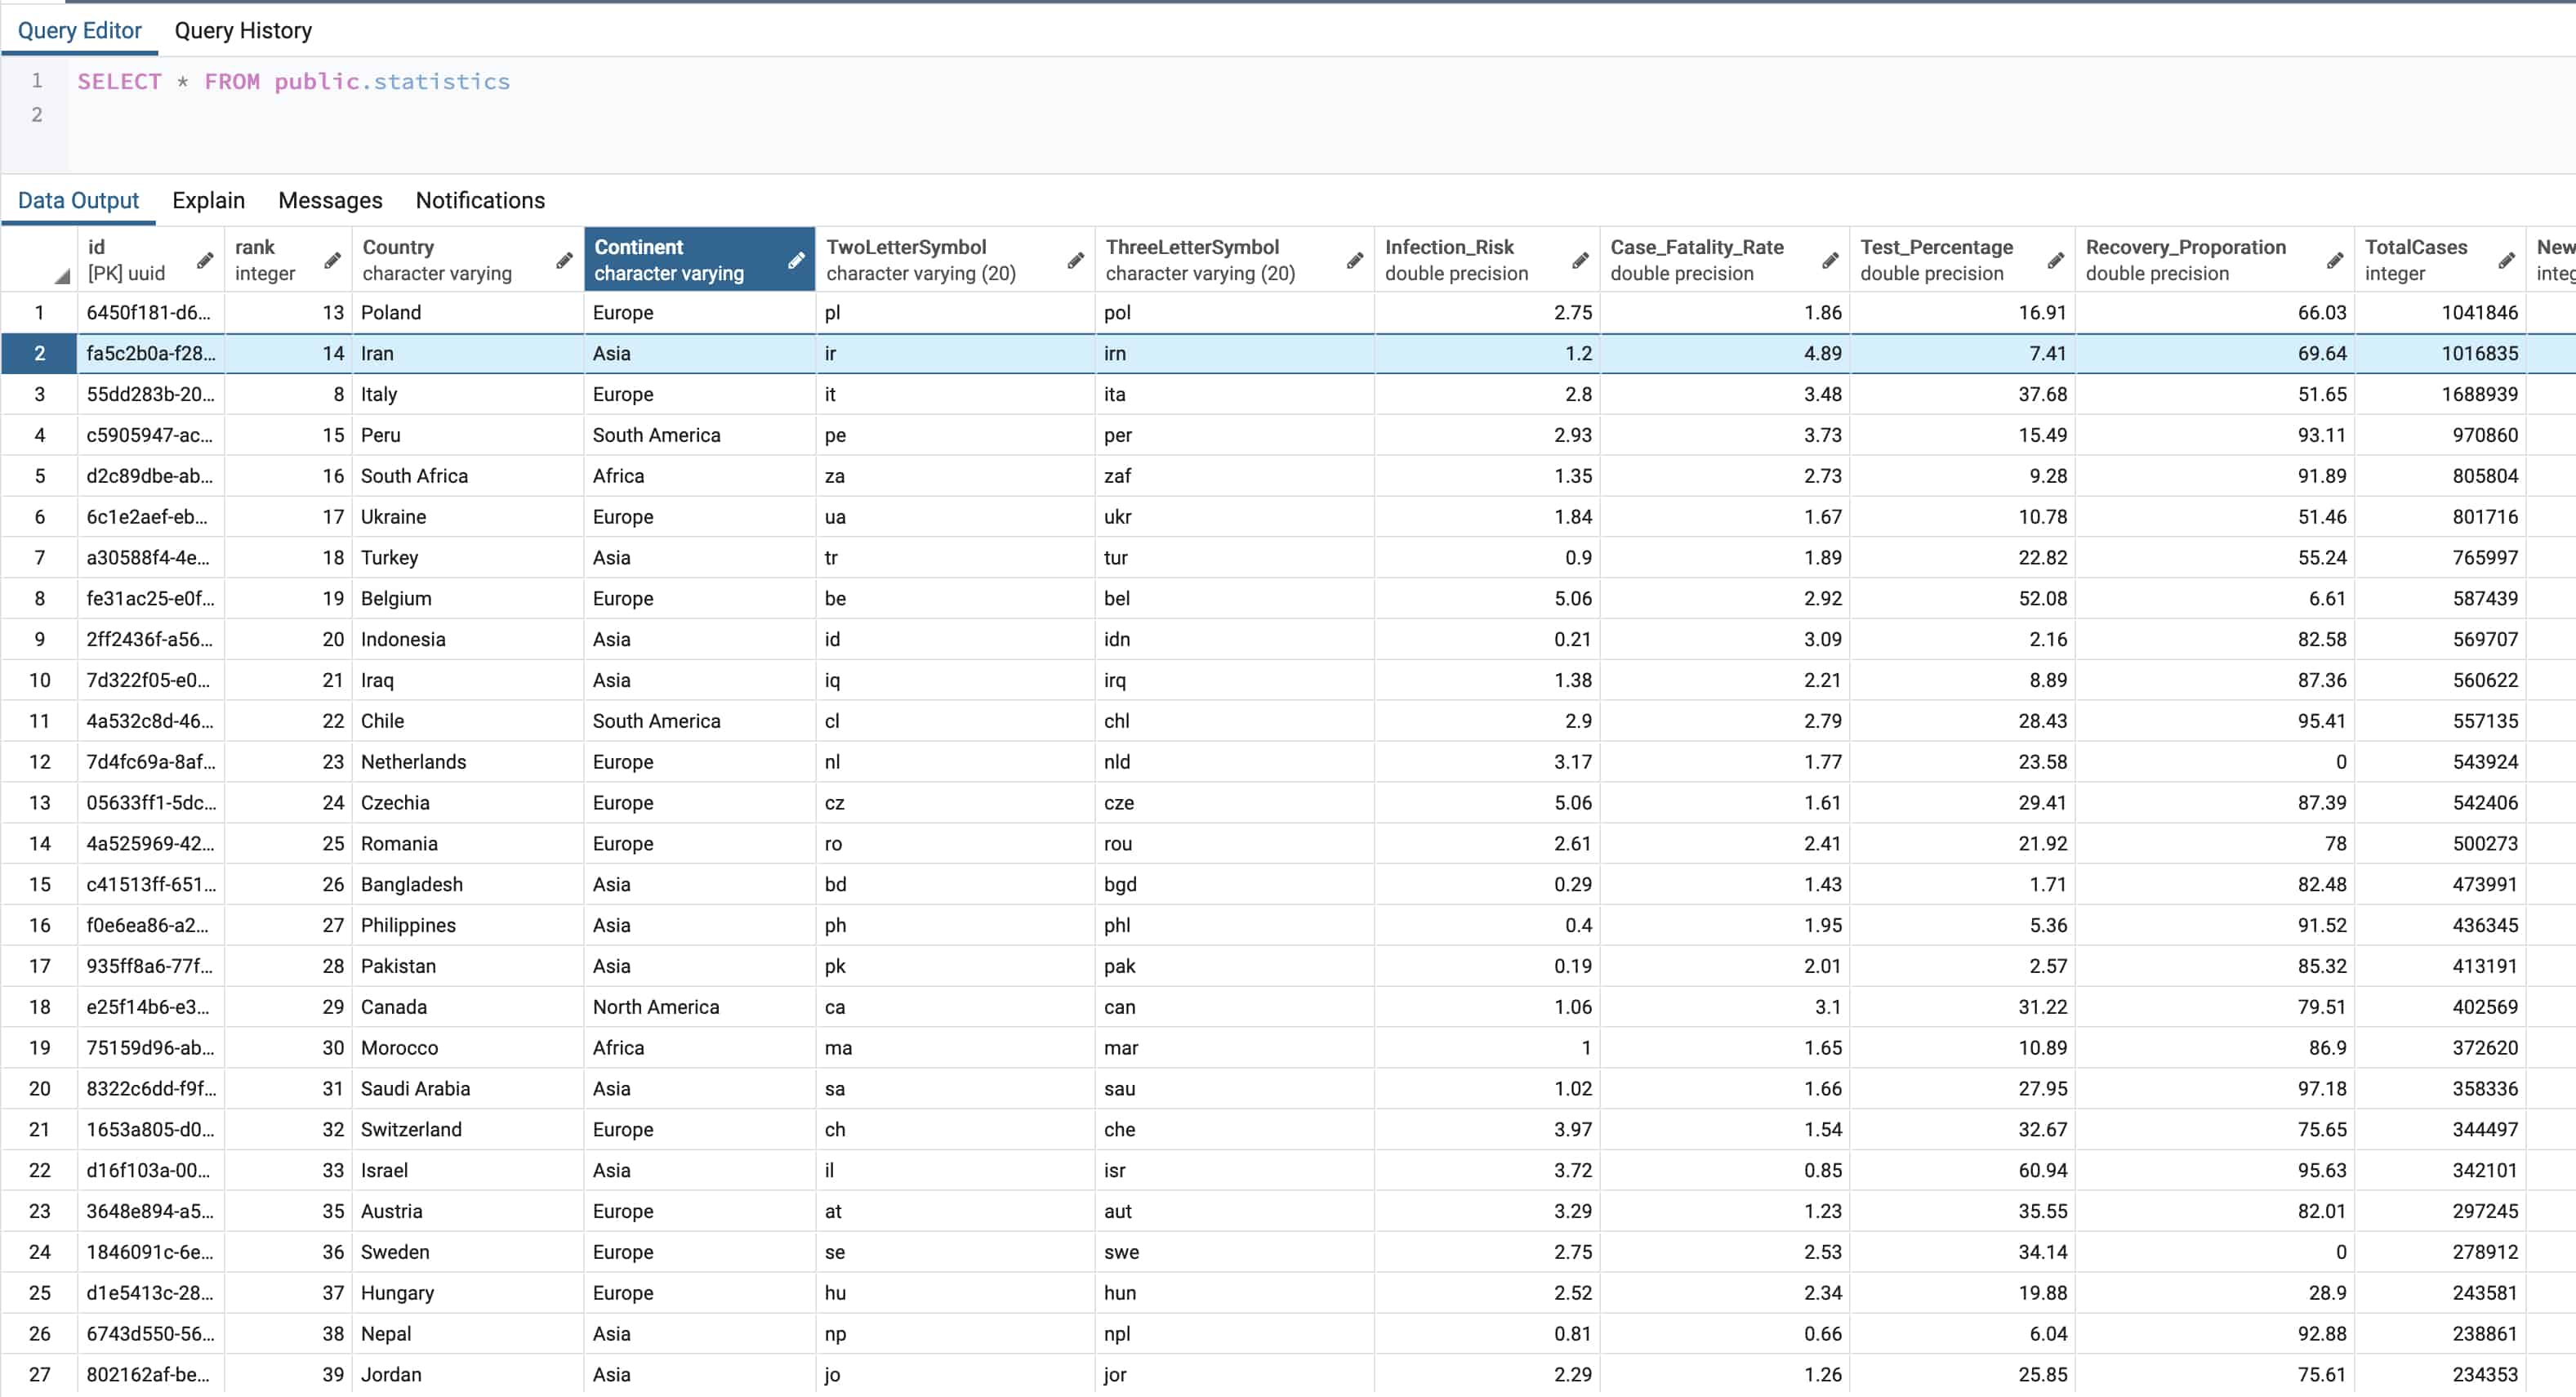 Query Editor Query History
1 SELECT * FROM public.statistics
2
Data Output Explain Messages Notifications
id rank Country Continent TwoLetterSymbol ThreeLetterSymbol Infection_Risk Case_Fatality_Rate Test_Percentage Recovery_Proporation TotalCases New
[PK] uuid integer character varying character varying character varying (20) character varying (20) double precision double precision double precision double precision integer integ
1 6450f181-d6... 13 Poland Europe pl pol 2.75 1.86 16.91 66.03 1041846
2 fa5c2b0a-f28... 14 Iran Asia ir irn 1.2 4.89 7.41 69.64 1016835
3 55dd283b-20... 8 Italy Europe it ita 2.8 3.48 37.68 51.65 1688939
4 c5905947-ac... 15 Peru South America pe per 2.93 3.73 15.49 93.11 970860
5 d2c89dbe-ab... 16 South Africa Africa za zaf 1.35 2.73 9.28 91.89 805804
6 6c1e2aef-eb... 17 Ukraine Europe ua ukr 1.84 1.67 10.78 51.46 801716
7 a30588f4-4e... 18 Turkey Asia tr tur 0.9 1.89 22.82 55.24 765997
8 fe31ac25-e0f... 19 Belgium Europe be bel 5.06 2.92 52.08 6.61 587439
9 2ff2436f-a56... 20 Indonesia Asia id idn 0.21 3.09 2.16 82.58 569707
10 7d322f05-e0... 21 Iraq Asia iq irq 1.38 2.21 8.89 87.36 560622
11 4a532c8d-46... 22 Chile South America cl chl 2.9 2.79 28.43 95.41 557135
12 7d4fc69a-8af... 23 Netherlands Europe nl nld 3.17 1.77 23.58 0 543924
13 05633ff1-5dc... 24 Czechia Europe cz cze 5.06 1.61 29.41 87.39 542406
14 4a525969-42... 25 Romania Europe ro rou 2.61 2.41 21.92 78 500273
15 c41513ff-651... 26 Bangladesh Asia bd bgd 0.29 1.43 1.71 82.48 473991
16 f0e6ea86-a2... 27 Philippines Asia ph phl 0.4 1.95 5.36 91.52 436345
17 935ff8a6-77f... 28 Pakistan Asia pk pak 0.19 2.01 2.57 85.32 413191
18 e25f14b6-e3... 29 Canada North America ca can 1.06 3.1 31.22 79.51 402569
19 75159d96-ab... 30 Morocco Africa ma mar 1 1.65 10.89 86.9 372620
20 8322c6dd-f9f... 31 Saudi Arabia Asia sa sau 1.02 1.66 27.95 97.18 358336
21 1653a805-d0... 32 Switzerland Europe ch che 3.97 1.54 32.67 75.65 344497
22 d16f103a-00... 33 Israel Asia il isr 3.72 0.85 60.94 95.63 342101
23 3648e894-a5... 35 Austria Europe at aut 3.29 1.23 35.55 82.01 297245
24 1846091c-6e... 36 Sweden Europe se swe 2.75 2.53 34.14 0 278912
25 d1e5413c-28... 37 Hungary Europe hu hun 2.52 2.34 19.88 28.9 243581
26 6743d550-56... 38 Nepal Asia np npl 0.81 0.66 6.04 92.88 238861
27 802162af-be... 39 Jordan Asia jo jor 2.29 1.26 25.85 75.61 234353